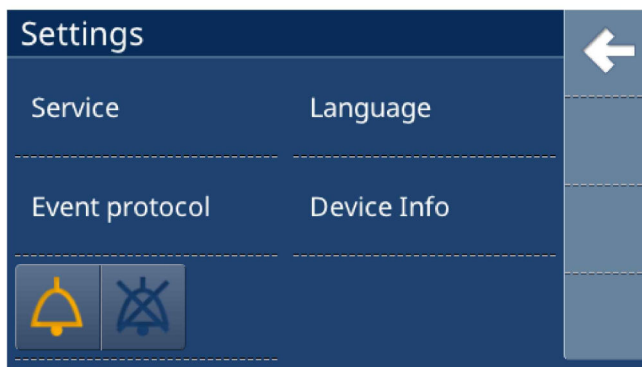 Settings
Service
Language
Event protocol
Device Info